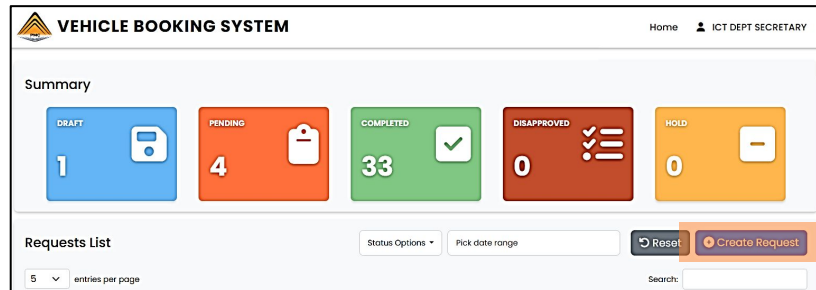 VEHICLE BOOKING SYSTEM
Home ICT DEPT SECRETARY
Summary
DRAFT PENDING COMPLETED DISAPPROVED HOLD
1 4 33 0 0
Requests List Status Options Pick date range Reset Create Request
5 entries per page Search: